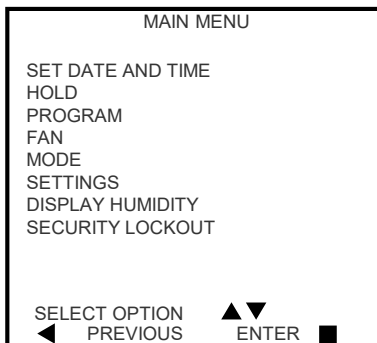 MAIN MENU
SET DATE AND TIME
HOLD
PROGRAM
FAN
MODE
SETTINGS
DISPLAY HUMIDITY
SECURITY LOCKOUT
SELECT OPTION ▲▼
◀ PREVIOUS ENTER ■